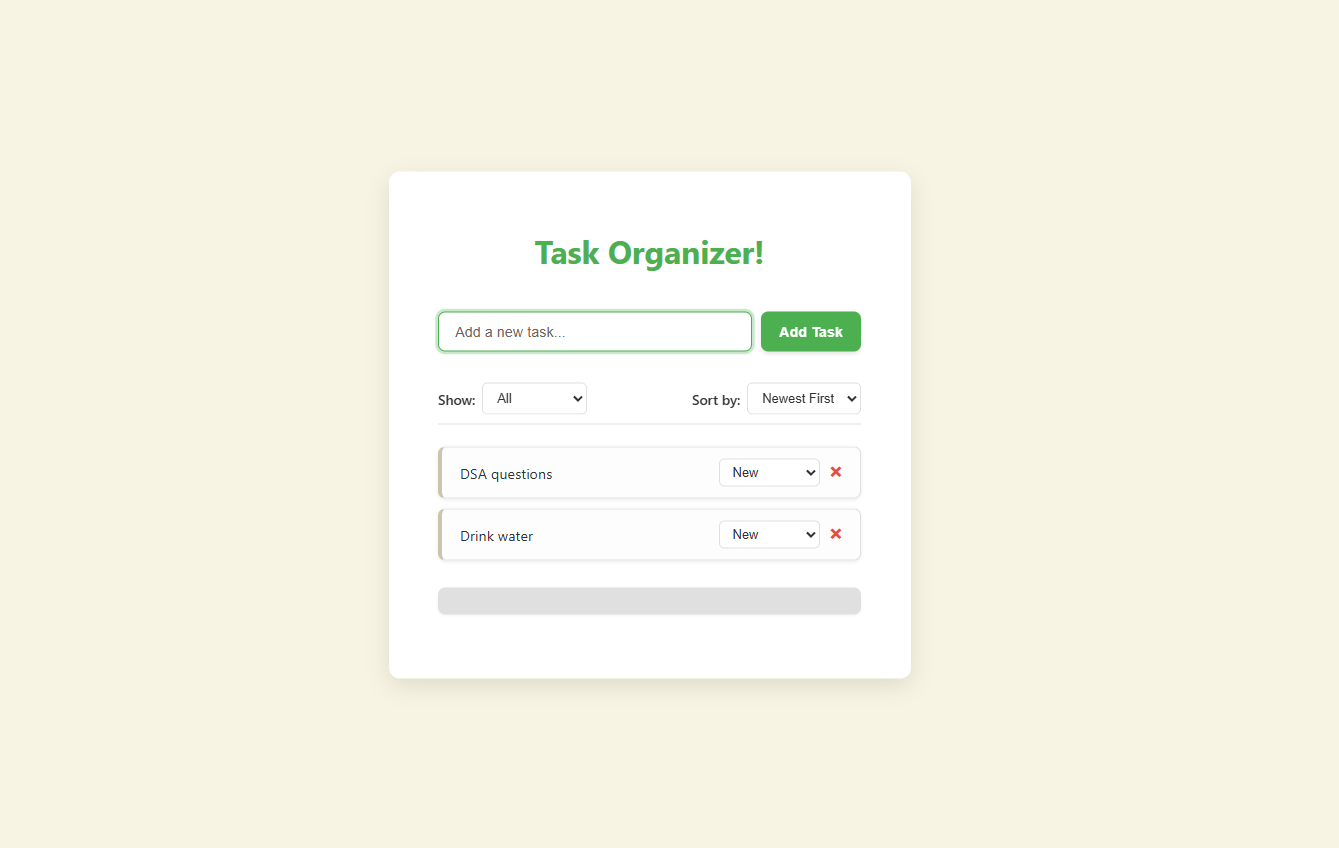 Task Organizer!
Add a new task... Add Task
Show: All Sort by: Newest First
DSA questions New ×
Drink water New ×